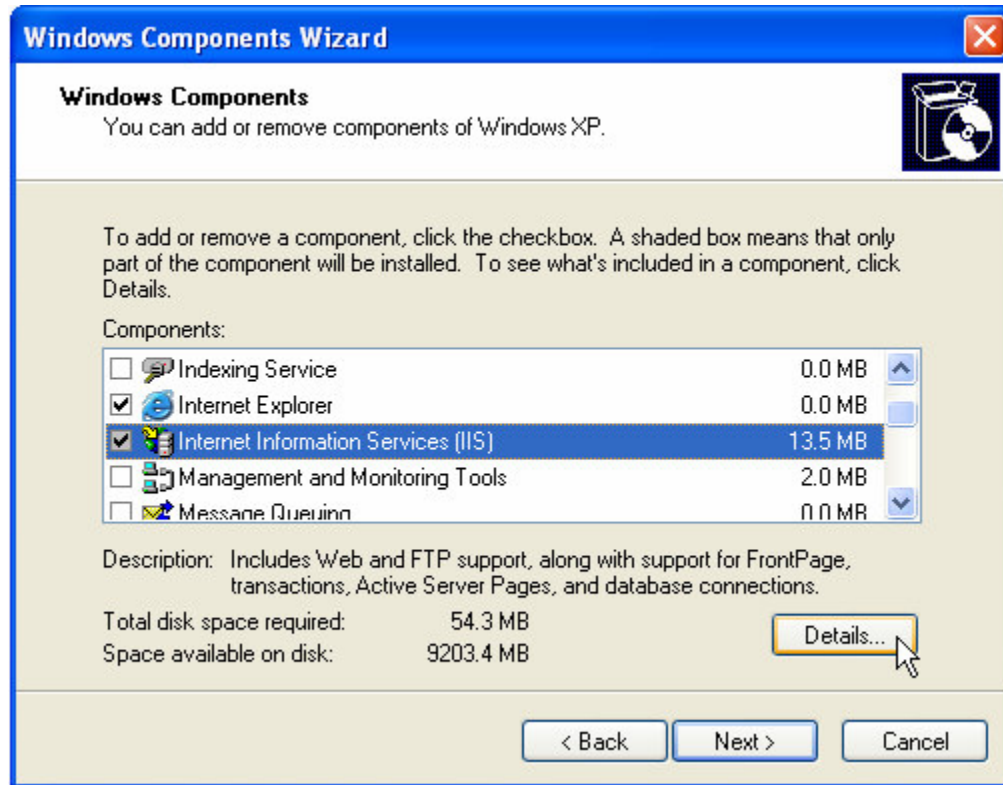 Windows Components Wizard
Windows Components
You can add or remove components of Windows XP.
To add or remove a component, click the checkbox. A shaded box means that only
part of the component will be installed. To see what's included in a component, click
Details.
Components:
Indexing Service 0.0 MB
Internet Explorer 0.0 MB
Internet Information Services (IIS) 13.5 MB
Management and Monitoring Tools 2.0 MB
Message Queuing 0.0 MB
Description: Includes Web and FTP support, along with support for FrontPage,
transactions, Active Server Pages, and database connections.
Total disk space required: 54.3 MB
Space available on disk: 9203.4 MB
Details...
< Back Next > Cancel